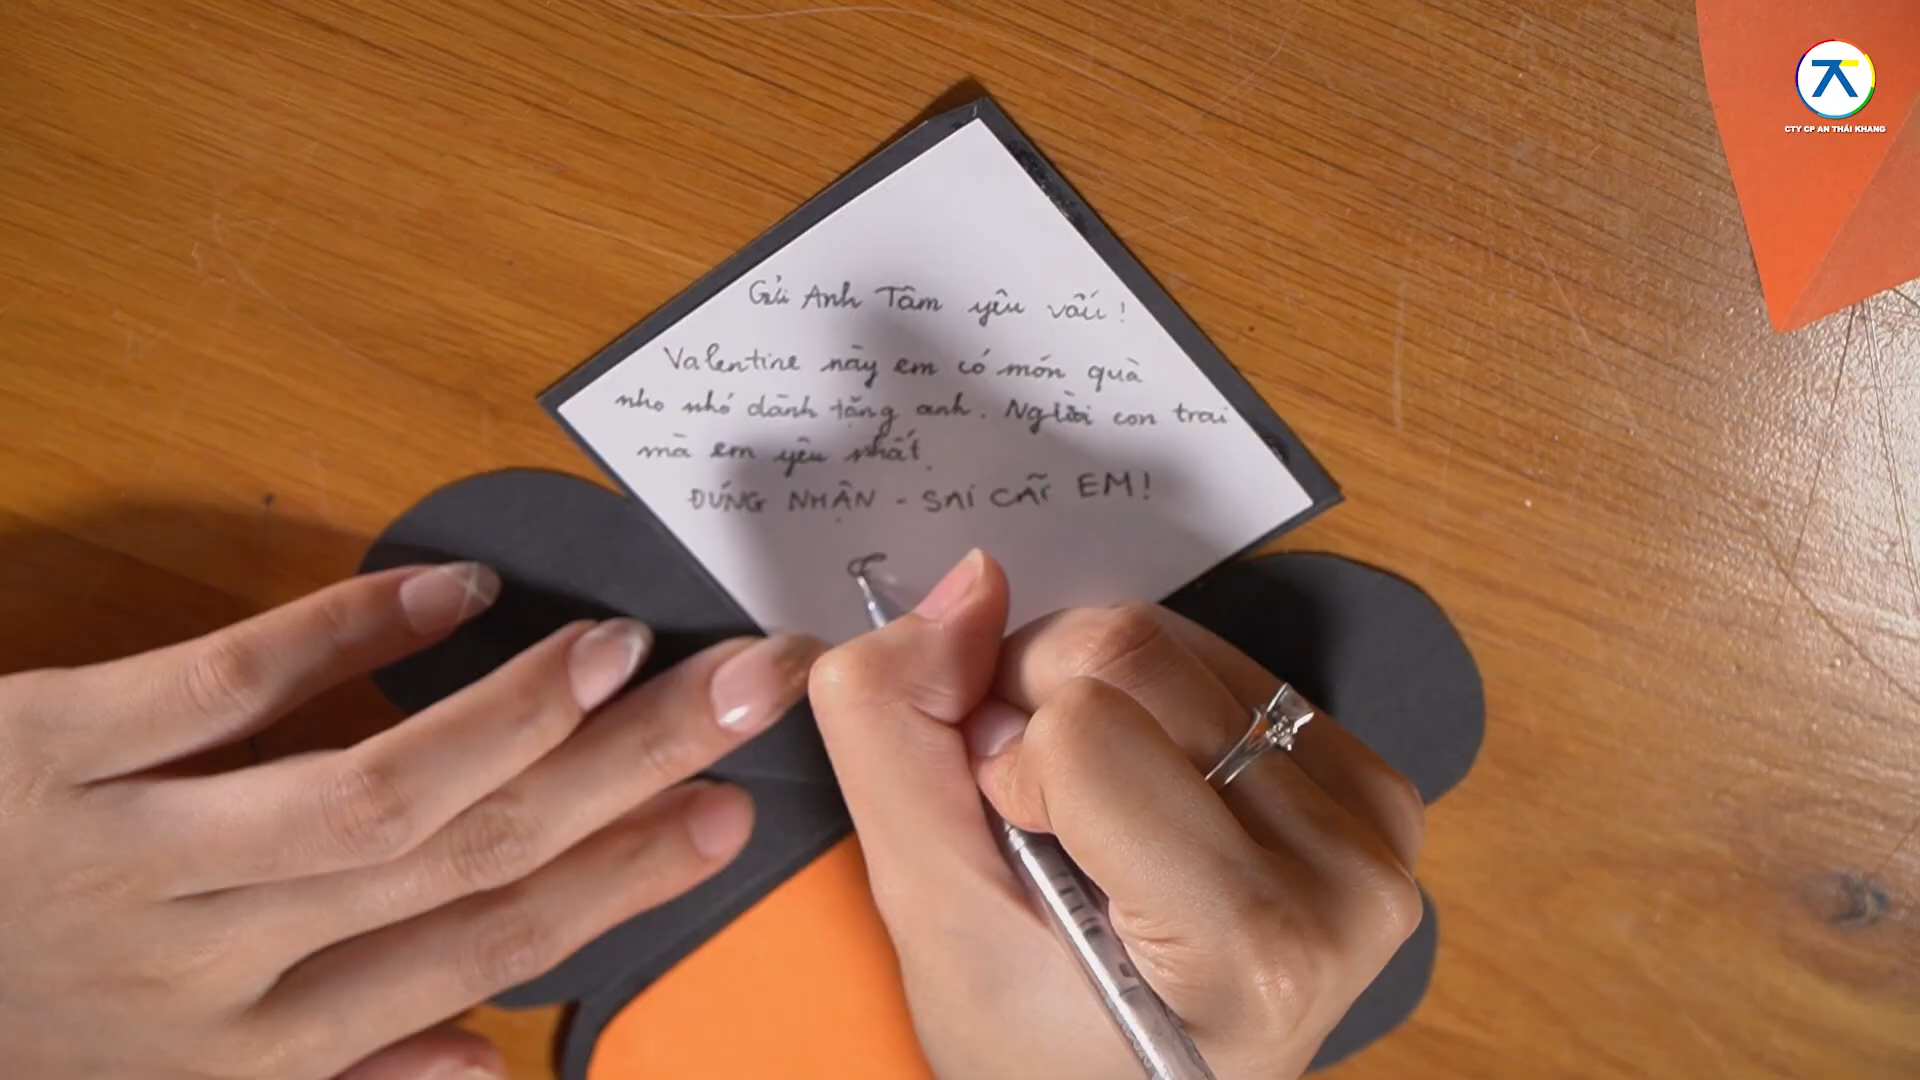 CTY CP AN THÁI KHANG
Gửi Anh Tâm yêu vấu!
Valentine này em có món quà
nho nhỏ dành tặng anh. Người con trai
mà em yêu nhất.
ĐÚNG NHẬN - SAI CÃI EM!